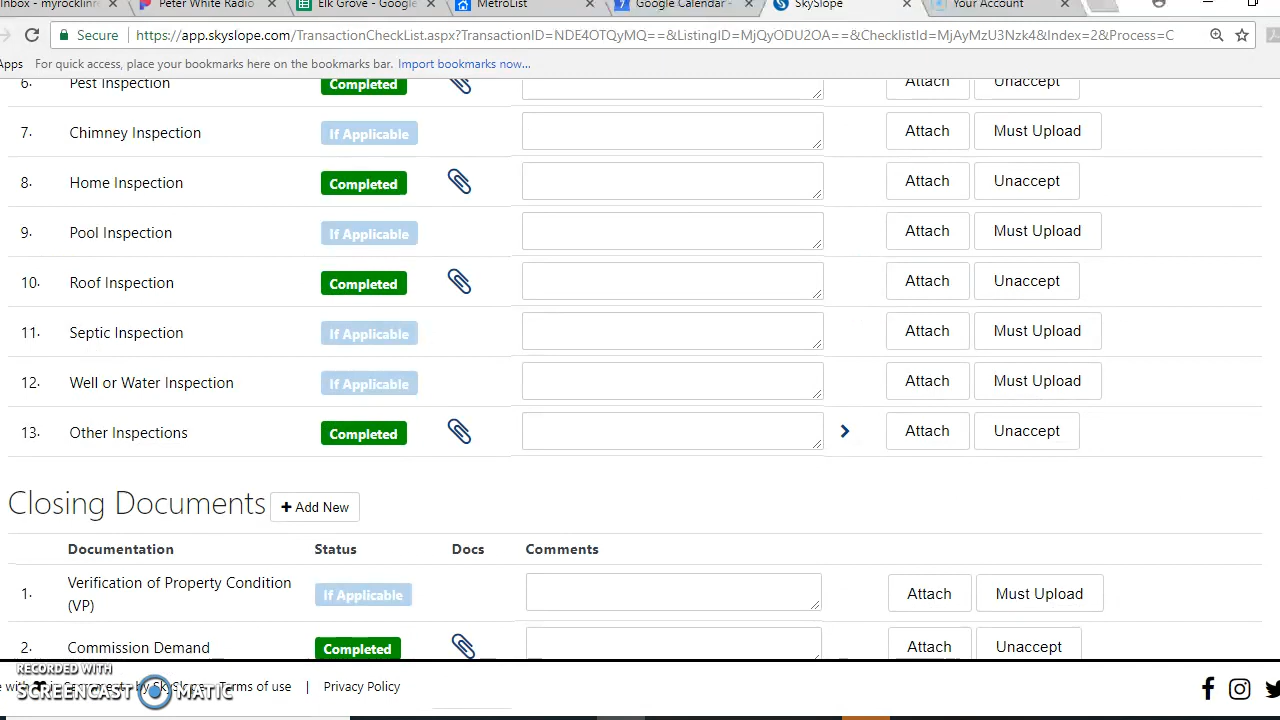 Inbox - myrocklinre
Peter White Radio
Elk Grove - Google
MetroList
Google Calendar -
SkySlope
Your Account
Secure | https://app.skyslope.com/TransactionCheckList.aspx?TransactionID=NDE4OTQyMQ==&ListingID=MjQyODU2OA==&ChecklistId=MjAyMzU3Nzk4&Index=2&Process=C
Apps For quick access, place your bookmarks here on the bookmarks bar. Import bookmarks now...
6. Pest Inspection Completed Attach Unaccept
7. Chimney Inspection If Applicable Attach Must Upload
8. Home Inspection Completed Attach Unaccept
9. Pool Inspection If Applicable Attach Must Upload
10. Roof Inspection Completed Attach Unaccept
11. Septic Inspection If Applicable Attach Must Uppad
12. Well or Water Inspection If Applicable Attach Must Upload
13. Other Inspections Completed Attach Unaccept
Closing Documents + Add New
Documentation Status Docs Comments
1. Verification of Property Condition (VP) If Applicable Attach Must Upload
2. Commission Demand Completed Attach Unaccept
RECORDED WITH
SCREENCAST MATIC
Terms of use | Privacy Policy